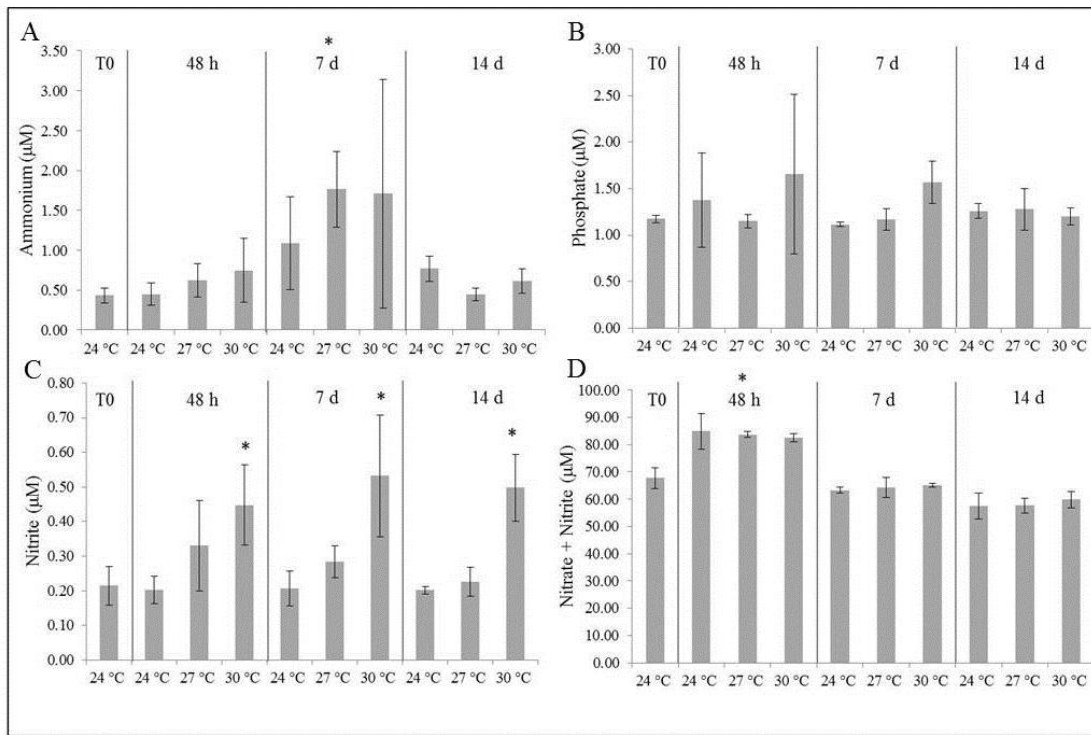 A
Ammonium (µM)
3.50
3.00
2.50
2.00
1.50
1.00
0.50
0.00
T0
48 h
*
7 d
14 d
24 °C 24 °C 27 °C 30 °C 24 °C 27 °C 30 °C 24 °C 27 °C 30 °C
B
Phosphate (µM)
3.00
2.50
2.00
1.50
1.00
0.50
0.00
T0
48 h
7 d
14 d
24 °C 24 °C 27 °C 30 °C 24 °C 27 °C 30 °C 24 °C 27 °C 30 °C
C
Nitrite (µM)
0.80
0.70
0.60
0.50
0.40
0.30
0.20
0.10
0.00
T0
48 h
7 d
14 d
* * *
24 °C 24 °C 27 °C 30 °C 24 °C 27 °C 30 °C 24 °C 27 °C 30 °C
D
Nitrate + Nitrite (µM)
100.00
90.00
80.00
70.00
60.00
50.00
40.00
30.00
20.00
10.00
0.00
T0
*
48 h
7 d
14 d
24 °C 24 °C 27 °C 30 °C 24 °C 27 °C 30 °C 24 °C 27 °C 30 °C